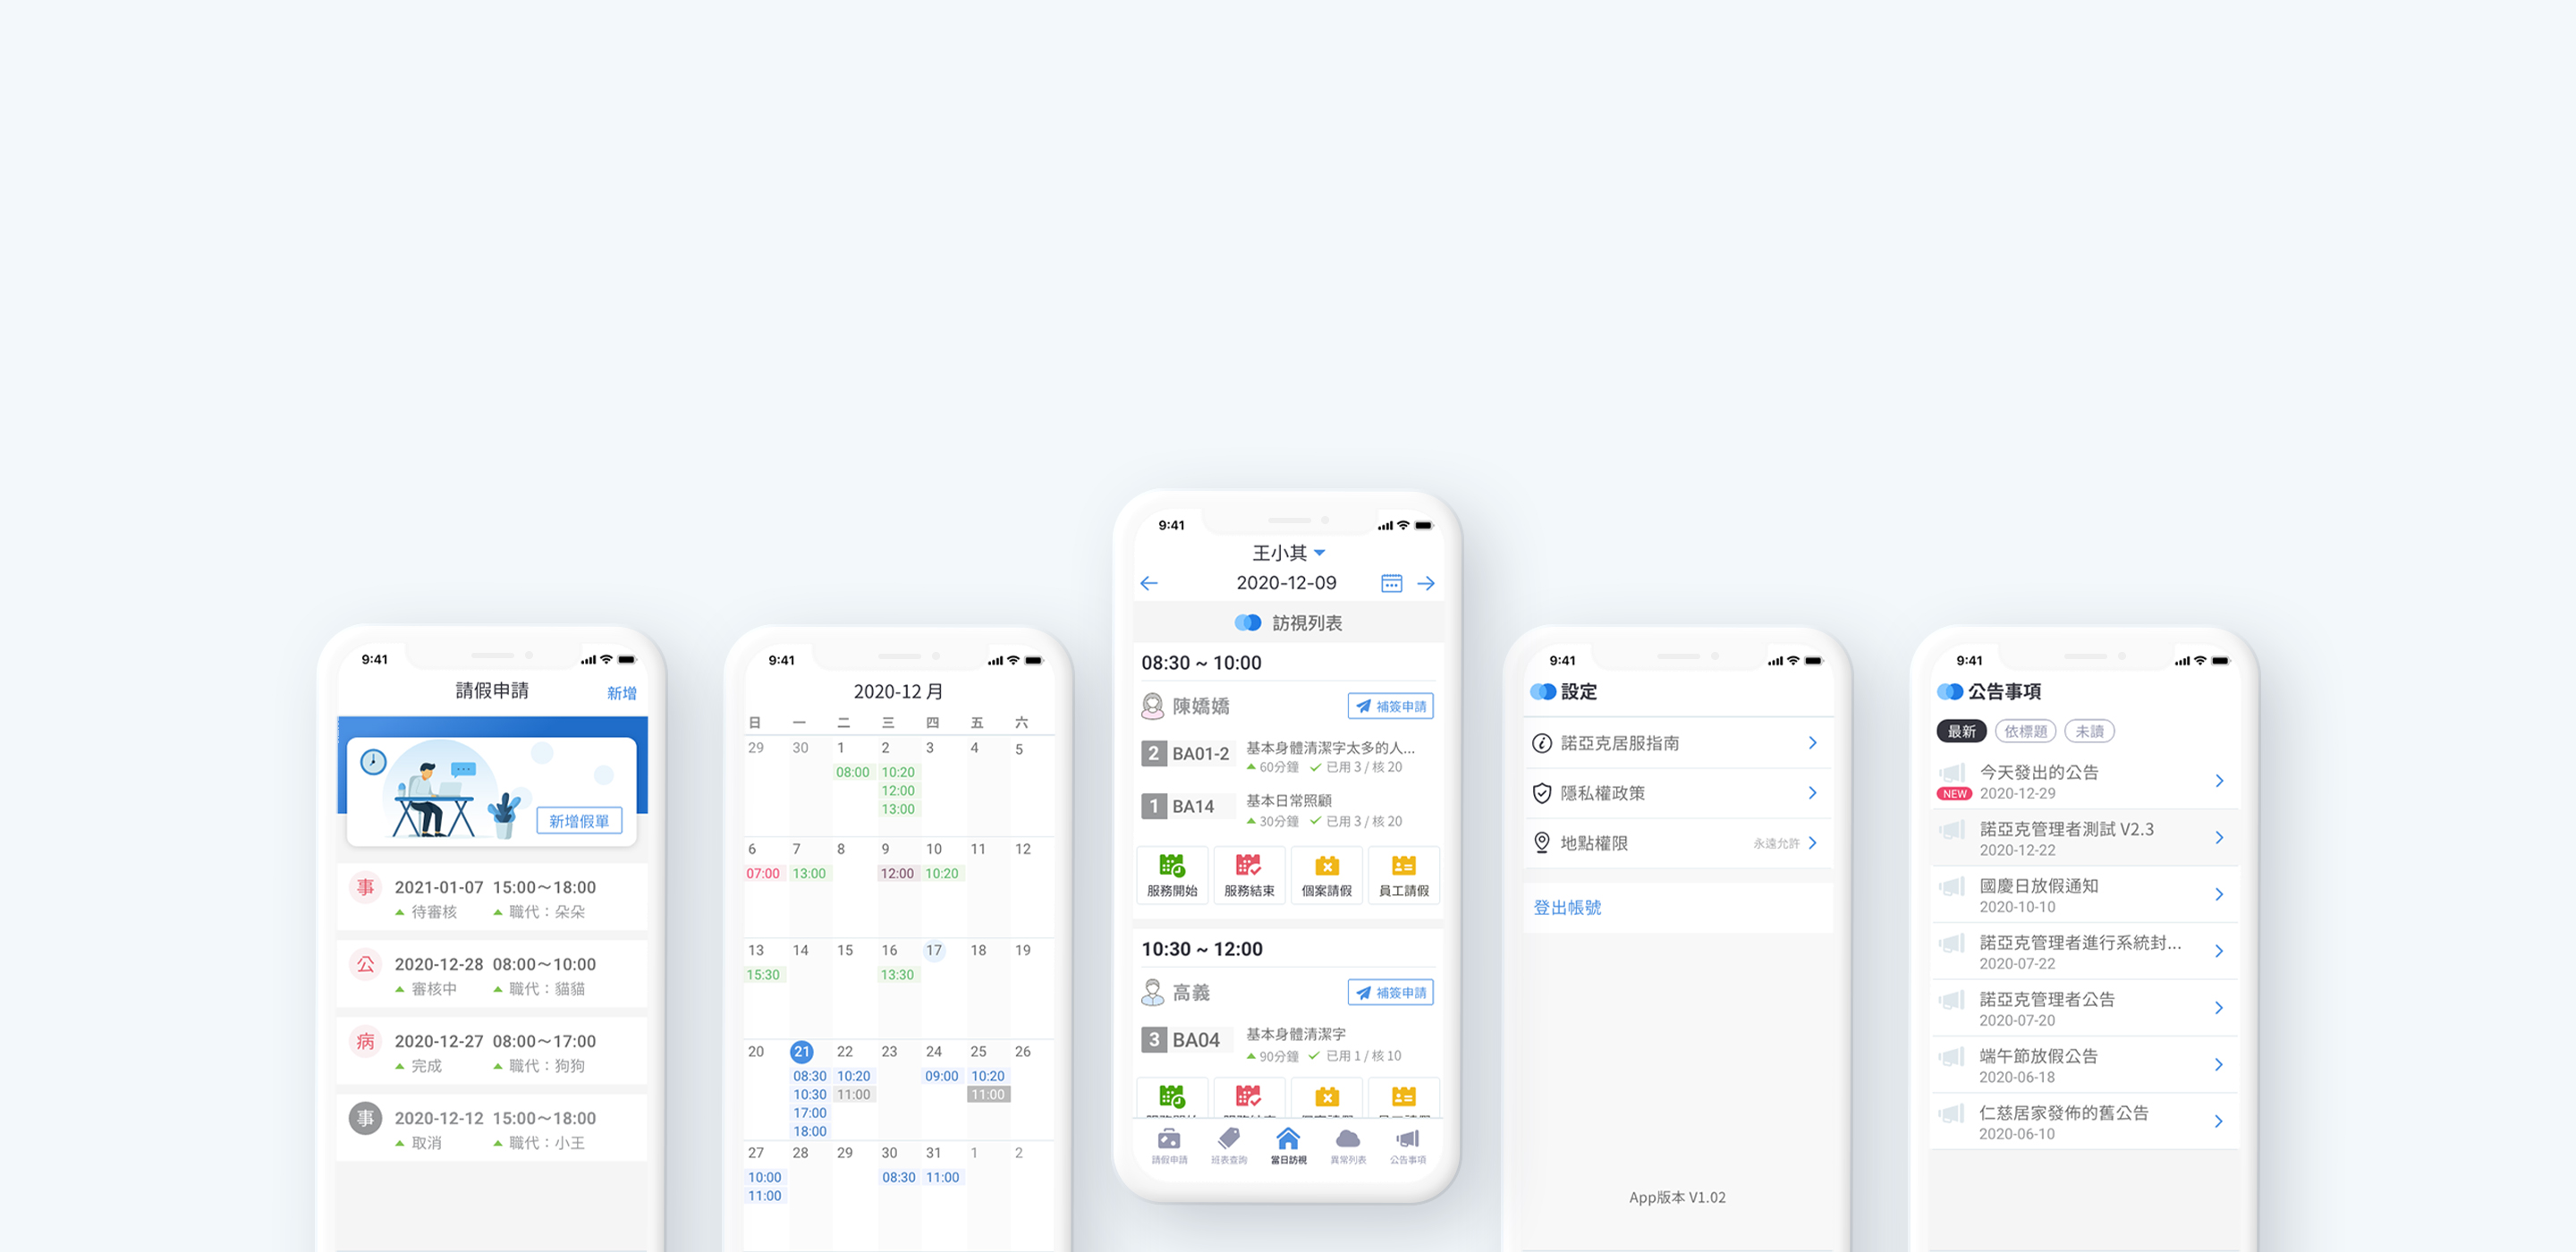 9:41
請假申請
新增
新增假單
事
2021-01-07 15:00～18:00
待審核 職代：朵朵
公
2020-12-28 08:00～10:00
審核中 職代：貓貓
病
2020-12-27 08:00～17:00
完成 職代：狗狗
事
2020-12-12 15:00～18:00
取消 職代：小王
9:41
2020-12 月
日 一 二 三 四 五 六
29 30 1 2 3 4 5
08:00 10:20
12:00
13:00
6 7 8 9 10 11 12
07:00 13:00 12:00 10:20
13 14 15 16 17 18 19
15:30 13:30
20 21 22 23 24 25 26
08:30 10:20 09:00 10:20
10:30 11:00 11:00
17:00
18:00
27 28 29 30 31 1 2
10:00 08:30 11:00
11:00
9:41
王小其
2020-12-09
訪視列表
08:30 ~ 10:00
陳嬌嬌 補簽申請
2 BA01-2 基本身體清潔字太多的人...
60分鐘 已用 3 / 核 20
1 BA14 基本日常照顧
30分鐘 已用 3 / 核 20
服務開始 服務結束 個案請假 員工請假
10:30 ~ 12:00
高義 補簽申請
3 BA04 基本身體清潔字
90分鐘 已用 1 / 核 10
請假申請 班表查詢 當日訪視 異常列表 公告事項
9:41
設定
諾亞克居服指南
隱私權政策
地點權限 永遠允許
登出帳號
App版本 V1.02
9:41
公告事項
最新 依標題 未讀
今天發出的公告
NEW 2020-12-29
諾亞克管理者測試 V2.3
2020-12-22
國慶日放假通知
2020-10-10
諾亞克管理者進行系統封...
2020-07-22
諾亞克管理者公告
2020-07-20
端午節放假公告
2020-06-18
仁慈居家發佈的舊公告
2020-06-10